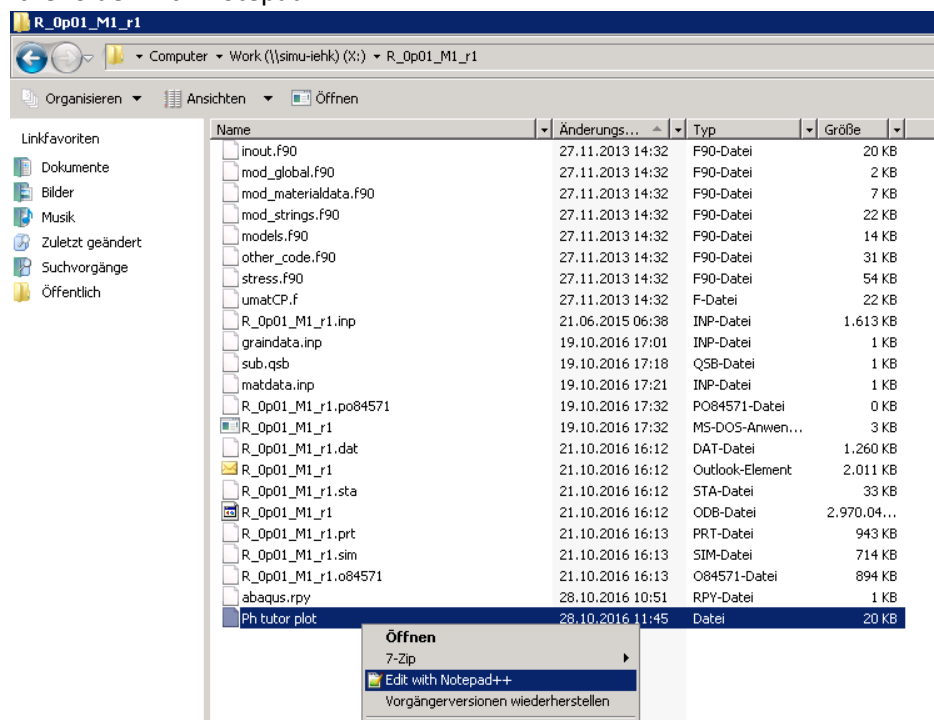 R_0p01_M1_r1
Computer Work (\\simu-iehk) (X:) R_0p01_M1_r1
Organisieren Ansichten Öffnen
Linkfavoriten
Dokumente
Bilder
Musik
Zuletzt geändert
Suchvorgänge
Öffentlich
Name Änderungs... Typ Größe
inout.f90 27.11.2013 14:32 F90-Datei 20 KB
mod_global.f90 27.11.2013 14:32 F90-Datei 2 KB
mod_materialdata.f90 27.11.2013 14:32 F90-Datei 7 KB
mod_strings.f90 27.11.2013 14:32 F90-Datei 22 KB
models.f90 27.11.2013 14:32 F90-Datei 14 KB
other_code.f90 27.11.2013 14:32 F90-Datei 31 KB
stress.f90 27.11.2013 14:32 F90-Datei 54 KB
umatCP.f 27.11.2013 14:32 F-Datei 22 KB
R_0p01_M1_r1.inp 21.06.2015 06:38 INP-Datei 1.613 KB
graindata.inp 19.10.2016 17:01 INP-Datei 1 KB
sub.qsb 19.10.2016 17:18 QSB-Datei 1 KB
matdata.inp 19.10.2016 17:21 INP-Datei 1 KB
R_0p01_M1_r1.po84571 19.10.2016 17:32 PO84571-Datei 0 KB
R_0p01_M1_r1 19.10.2016 17:32 MS-DOS-Anwen... 3 KB
R_0p01_M1_r1.dat 21.10.2016 16:12 DAT-Datei 1.260 KB
R_0p01_M1_r1 21.10.2016 16:12 Outlook-Element 2.011 KB
R_0p01_M1_r1.sta 21.10.2016 16:12 STA-Datei 33 KB
R_0p01_M1_r1 21.10.2016 16:12 ODB-Datei 2.970.04...
R_0p01_M1_r1.prt 21.10.2016 16:13 PRT-Datei 943 KB
R_0p01_M1_r1.sim 21.10.2016 16:13 SIM-Datei 714 KB
R_0p01_M1_r1.o84571 21.10.2016 16:13 O84571-Datei 894 KB
abaqus.rpy 28.10.2016 10:51 RPY-Datei 1 KB
Ph tutor plot 28.10.2016 11:45 Datei 20 KB
Öffnen
7-Zip
Edit with Notepad++
Vorgängerversionen wiederherstellen